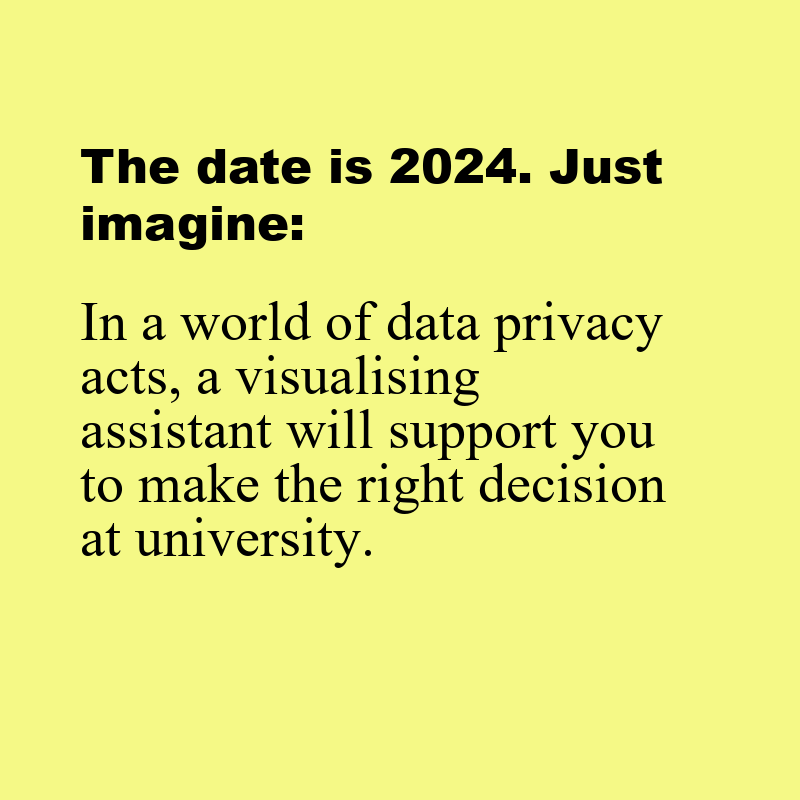 The date is 2024. Just
imagine:
In a world of data privacy
acts, a visualising
assistant will support you
to make the right decision
at university.